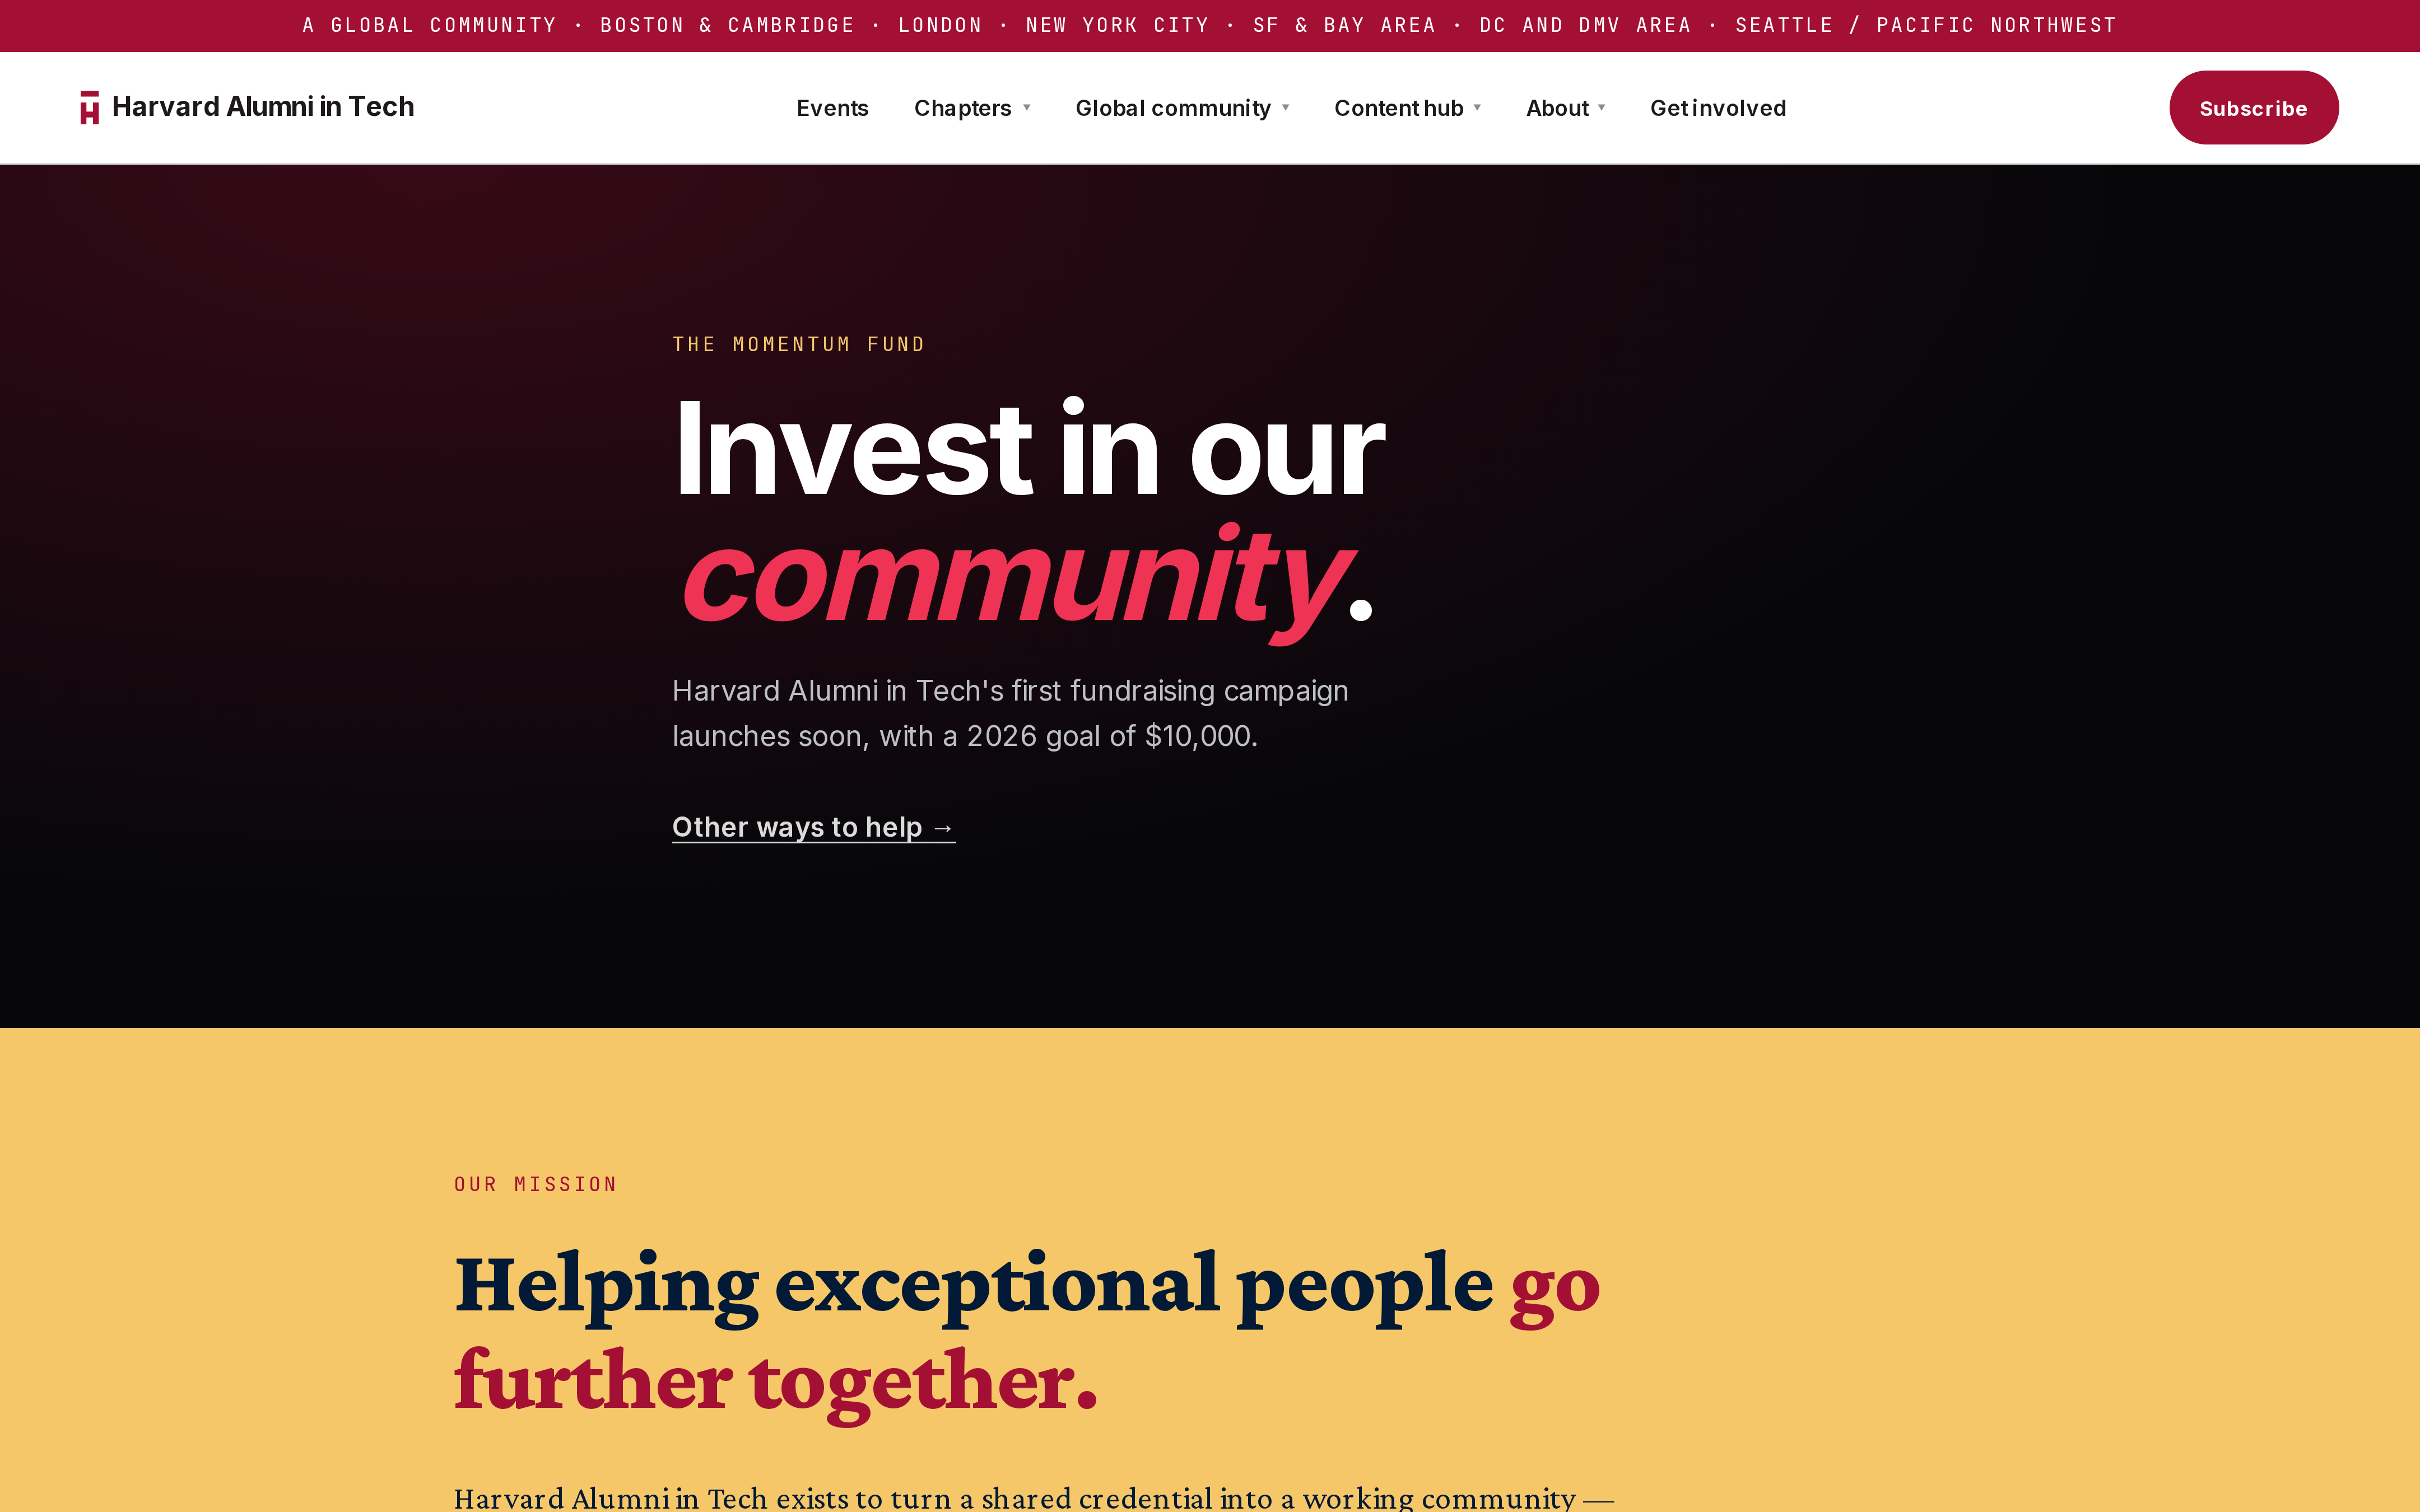 A GLOBAL COMMUNITY · BOSTON & CAMBRIDGE · LONDON · NEW YORK CITY · SF & BAY AREA · DC AND DMV AREA · SEATTLE / PACIFIC NORTHWEST
Harvard Alumni in Tech
Events Chapters ▼ Global community ▼ Content hub ▼ About ▼ Get involved
Subscribe
THE MOMENTUM FUND
Invest in our
community.
Harvard Alumni in Tech's first fundraising campaign
launches soon, with a 2026 goal of $10,000.
Other ways to help →
OUR MISSION
Helping exceptional people go
further together.
Harvard Alumni in Tech exists to turn a shared credential into a working community —